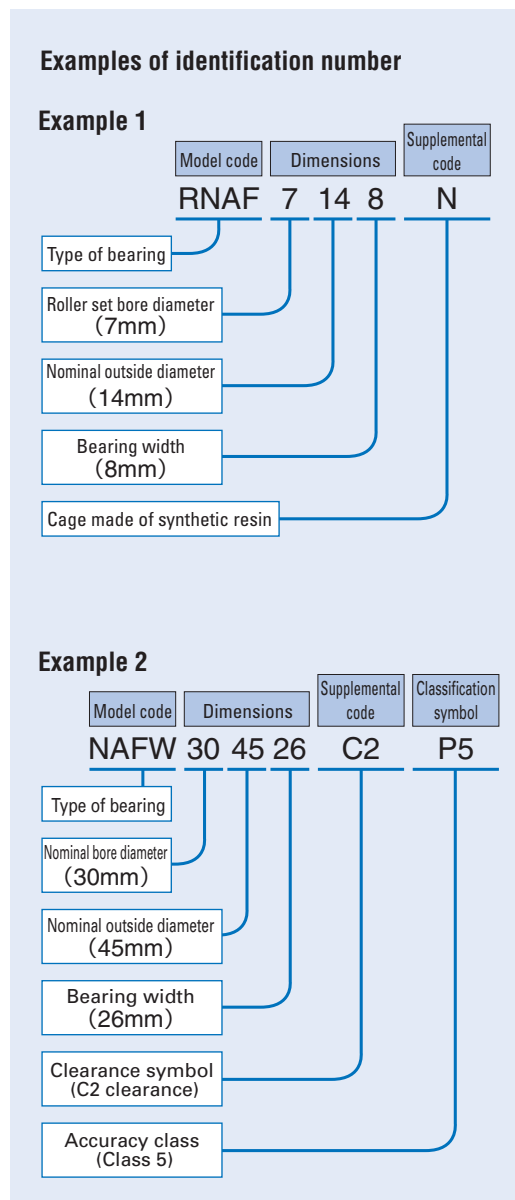 Examples of identification number
Example 1
Model code Dimensions Supplemental code
RNAF 7 14 8 N
Type of bearing
Roller set bore diameter
(7mm)
Nominal outside diameter
(14mm)
Bearing width
(8mm)
Cage made of synthetic resin
Example 2
Model code Dimensions Supplemental code Classification symbol
NAFW 30 45 26 C2 P5
Type of bearing
Nominal bore diameter
(30mm)
Nominal outside diameter
(45mm)
Bearing width
(26mm)
Clearance symbol
(C2 clearance)
Accuracy class
(Class 5)